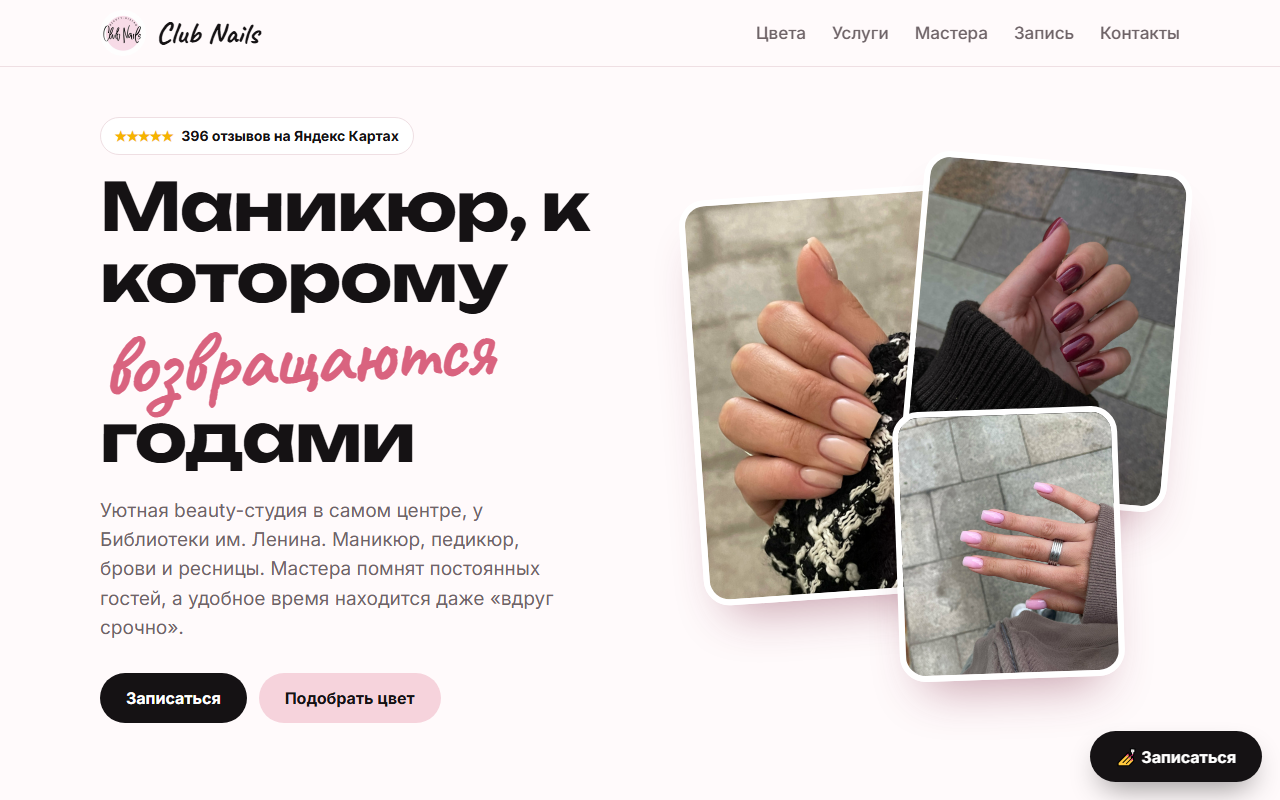 Club Nails
Club Nails
Цвета Услуги Мастера Запись Контакты
★★★★★ 396 отзывов на Яндекс Картах
Маникюр, к
которому
возвращаются
годами
Уютная beauty-студия в самом центре, у
Библиотеки им. Ленина. Маникюр, педикюр,
брови и ресницы. Мастера помнят постоянных
гостей, а удобное время находится даже «вдруг
срочно».
Записаться
Подобрать цвет
💅 Записаться